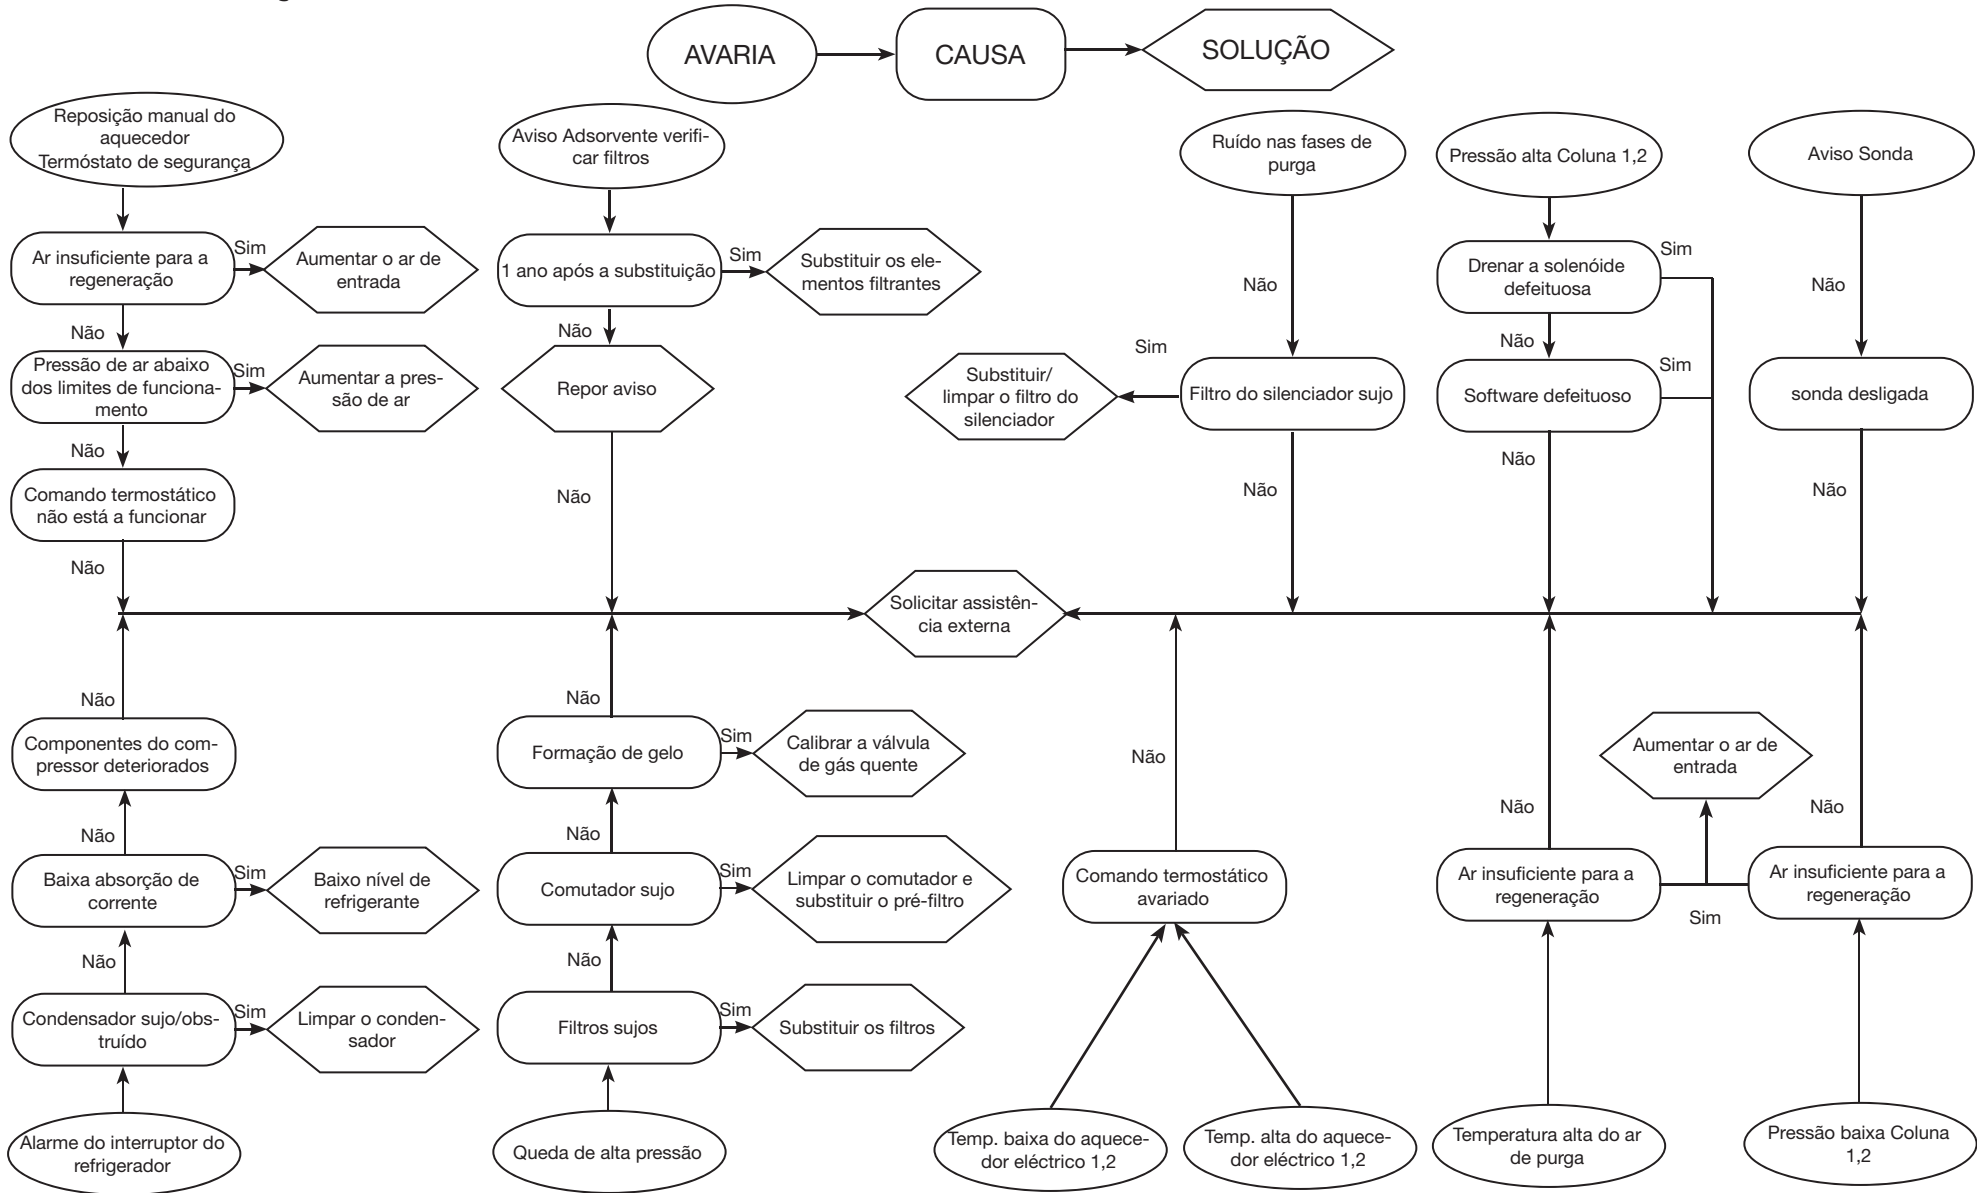 AVARIA
CAUSA
SOLUÇÃO
Reposição manual do
aquecedor
Termóstato de segurança
Aviso Adsorvente verifi-
car filtros
Ruído nas fases de
purga
Pressão alta Coluna 1,2
Aviso Sonda
Ar insuficiente para a
regeneração
Sim
Aumentar o ar de
entrada
1 ano após a substituição
Sim
Substituir os ele-
mentos filtrantes
Não
Drenar a solenóide
defeituosa
Sim
Não
Não
Não
Não
Pressão de ar abaixo
dos limites de funciona-
mento
Sim
Aumentar a pres-
são de ar
Repor aviso
Substituir/
limpar o filtro do
silenciador
Sim
Filtro do silenciador sujo
Software defeituoso
Sim
sonda desligada
Não
Comando termostático
não está a funcionar
Não
Não
Não
Não
Não
Solicitar assistên-
cia externa
Não
Não
Componentes do com-
pressor deteriorados
Formação de gelo
Sim
Calibrar a válvula
de gás quente
Não
Aumentar o ar de
entrada
Não
Não
Não
Não
Baixa absorção de
corrente
Sim
Baixo nível de
refrigerante
Comutador sujo
Sim
Limpar o comutador e
substituir o pré-filtro
Comando termostático
avariado
Ar insuficiente para a
regeneração
Sim
Ar insuficiente para a
regeneração
Não
Não
Condensador sujo/obs-
truído
Sim
Limpar o conden-
sador
Filtros sujos
Sim
Substituir os filtros
Alarme do interruptor do
refrigerador
Queda de alta pressão
Temp. baixa do aquece-
dor eléctrico 1,2
Temp. alta do aquece-
dor eléctrico 1,2
Temperatura alta do ar
de purga
Pressão baixa Coluna
1,2